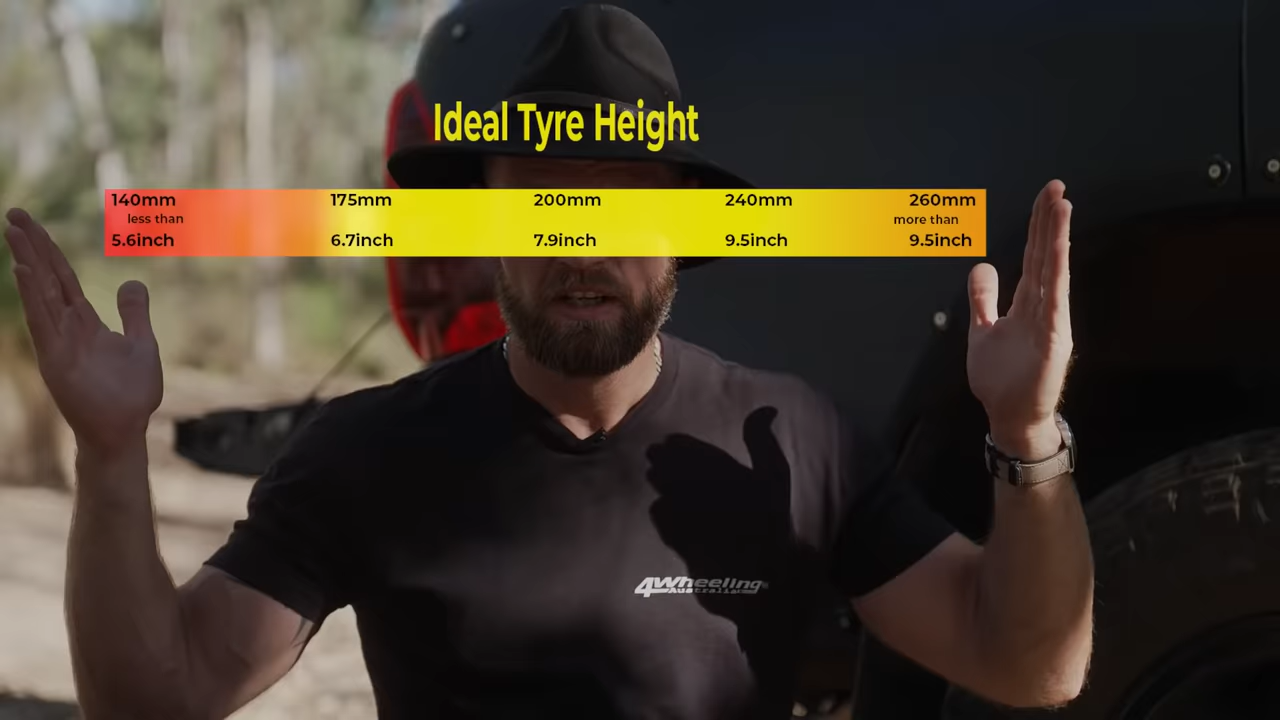 Ideal Tyre Height
140mm 175mm 200mm 240mm 260mm
less than more than
5.6inch 6.7inch 7.9inch 9.5inch 9.5inch
4Wheeling
Australia